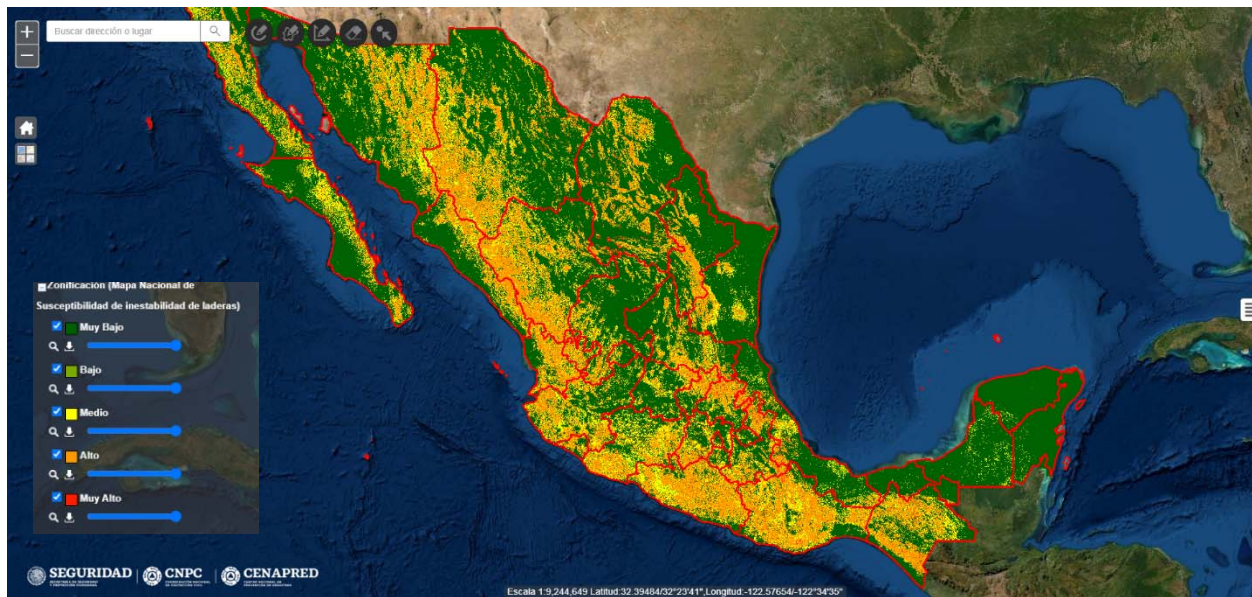 Buscar dirección o lugar
Zonificación (Mapa Nacional de
Susceptibilidad de inestabilidad de laderas)
Muy Bajo
Bajo
Medio
Alto
Muy Alto
SEGURIDAD
CNPC
CENAPRED
Escala 1:9,244,649 Latitud:32.39484/32°23'41",Longitud:-122.57654/-122°34'35"